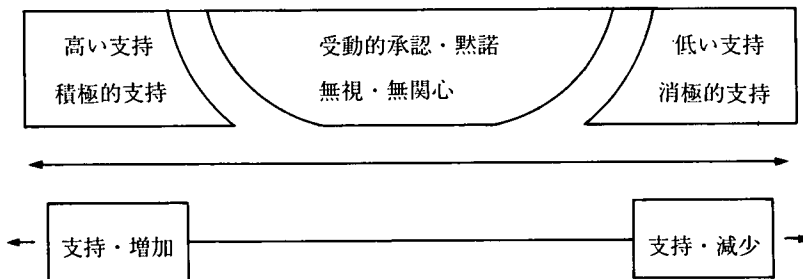 高い支持
積極的支持
受動的承認・黙諾
無視・無関心
低い支持
消極的支持
支持・増加
支持・減少